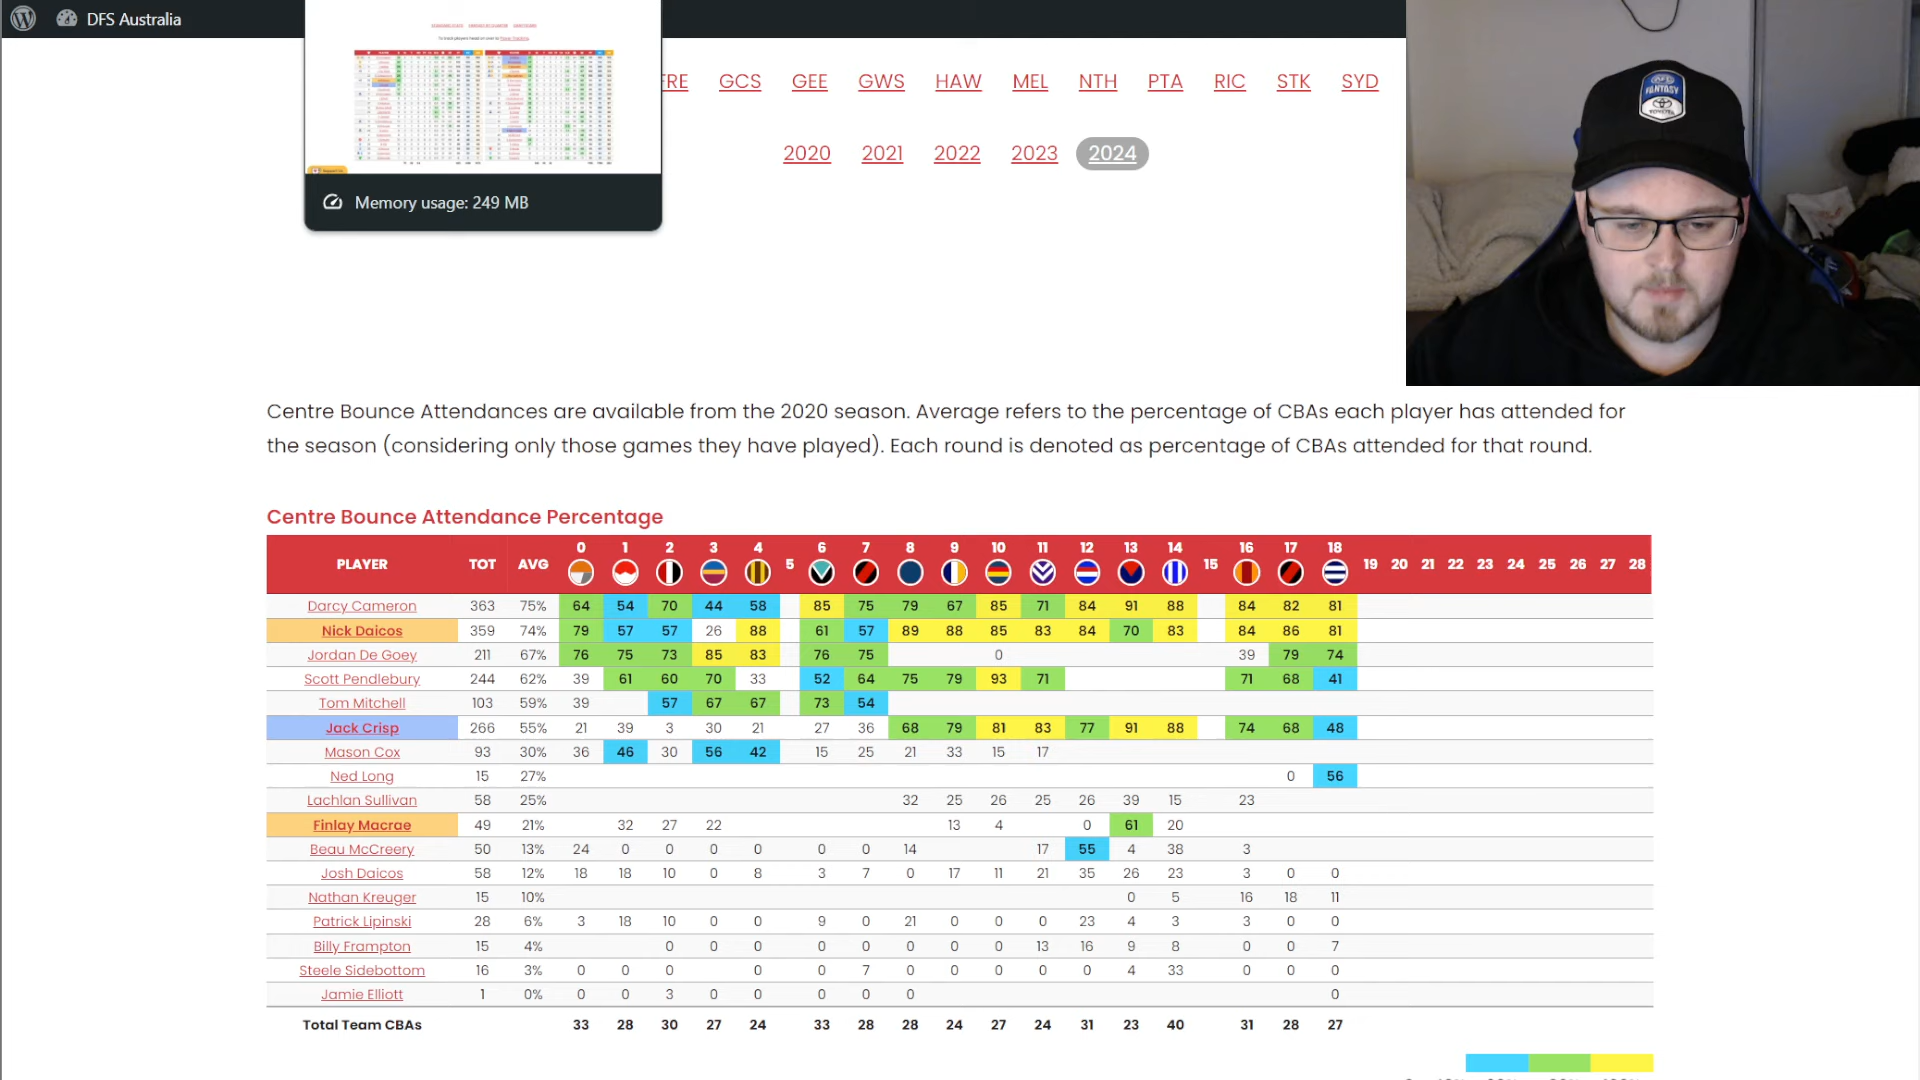 DFS Australia
Memory usage: 249 MB
FRE GCS GEE GWS HAW MEL NTH PTA RIC STK SYD
2020 2021 2022 2023 2024
FANTASY
TOYOTA
Centre Bounce Attendances are available from the 2020 season. Average refers to the percentage of CBAs each player has attended for
the season (considering only those games they have played). Each round is denoted as percentage of CBAs attended for that round.
Centre Bounce Attendance Percentage
PLAYER TOT AVG 0 1 2 3 4 5 6 7 8 9 10 11 12 13 14 15 16 17 18 19 20 21 22 23 24 25 26 27 28
Darcy Cameron 363 75% 64 54 70 44 58 85 75 79 67 85 71 84 91 88 84 82 81
Nick Daicos 359 74% 79 57 57 26 88 61 57 89 88 85 83 84 70 83 84 86 81
Jordan De Goey 211 67% 76 75 73 85 83 76 75 0 39 79 74
Scott Pendlebury 244 62% 39 61 60 70 33 52 64 75 79 93 71 71 68 41
Tom Mitchell 103 59% 39 57 67 67 73 54
Jack Crisp 266 55% 21 39 3 30 21 27 36 68 79 81 83 77 91 88 74 68 48
Mason Cox 93 30% 36 46 30 56 42 15 25 21 33 15 17
Ned Long 15 27% 0 56
Lachlan Sullivan 58 25% 32 25 26 25 26 39 15 23
Finlay Macrae 49 21% 32 27 22 13 4 0 61 20
Beau McCreery 50 13% 24 0 0 0 0 0 0 14 17 55 4 38 3
Josh Daicos 58 12% 18 18 10 0 8 3 7 0 17 11 21 35 26 23 3 0 0
Nathan Kreuger 15 10% 0 5 16 18 11
Patrick Lipinski 28 6% 3 18 10 0 0 9 0 21 0 0 0 23 4 3 3 0 0
Billy Frampton 15 4% 0 0 0 0 0 0 0 0 13 16 9 8 0 0 7
Steele Sidebottom 16 3% 0 0 0 0 0 7 0 0 0 0 0 4 33 0 0 0
Jamie Elliott 1 0% 0 0 3 0 0 0 0 0 0
Total Team CBAs 33 28 30 27 24 33 28 28 24 27 24 31 23 40 31 28 27